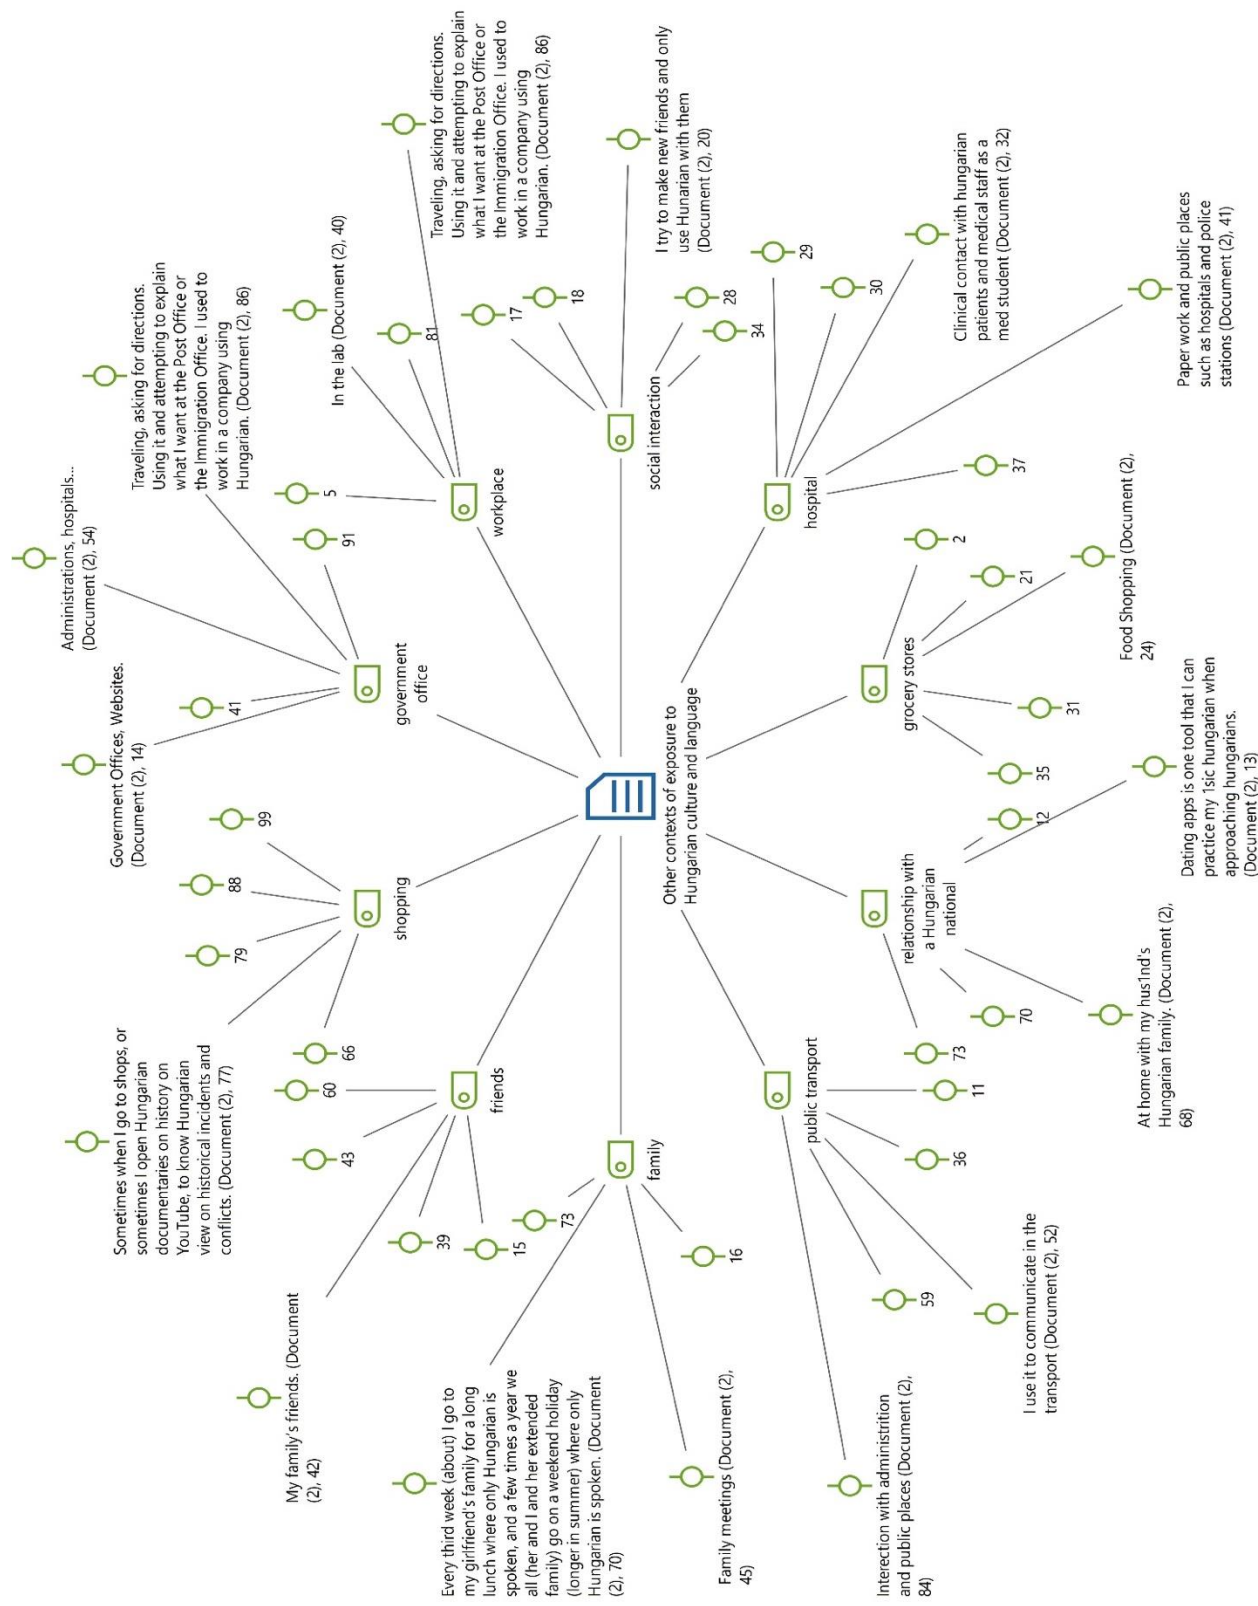 Administrations, hospitals...
(Document (2), 54)
Government Offices, Websites.
(Document (2), 14)
Sometimes when I go to shops, or
sometimes I open Hungarian
documentaries on history on
YouTube, to know Hungarian
view on historical incidents and
conflicts. (Document (2), 77)
Traveling, asking for directions.
Using it and attempting to explain
what I want at the Post Office or
the Immigration Office. I used to
work in a company using
Hungarian. (Document (2), 86)
79
88
99
41
My family's friends. (Document
(2), 42)
43
60
66
91
5
In the lab (Document (2), 40)
shopping
government
office
81
Traveling, asking for directions.
Using it and attempting to explain
what I want at the Post Office or
the Immigration Office. I used to
work in a company using
Hungarian. (Document (2), 86)
39
15
friends
workplace
17
18
Every third week (about) I go to
my girlfriend's family for a long
lunch where only Hungarian is
spoken, and a few times a year we
all (her and I and her extended
family) go on a weekend holiday
(longer in summer) where only
Hungarian is spoken. (Document
(2), 70)
73
family
social interaction
I try to make new friends and only
use Hunarian with them
(Document (2), 20)
Other contexts of exposure to
Hungarian culture and language
Family meetings (Document (2),
45)
16
28
34
public transport
hospital
29
30
Interection with administrition
and public places (Document (2),
84)
59
36
11
73
relationship with
a Hungarian
national
grocery stores
2
Clinical contact with hungarian
patients and medical staff as a
med student (Document (2), 32)
I use it to communicate in the
transport (Document (2), 52)
70
12
35
31
21
37
At home with my hus1nd's
Hungarian family. (Document (2),
68)
Food Shopping (Document (2),
24)
Dating apps is one tool that I can
practice my 1sic hungarian when
approaching hungarians.
(Document (2), 13)
Paper work and public places
such as hospitals and police
stations (Document (2), 41)